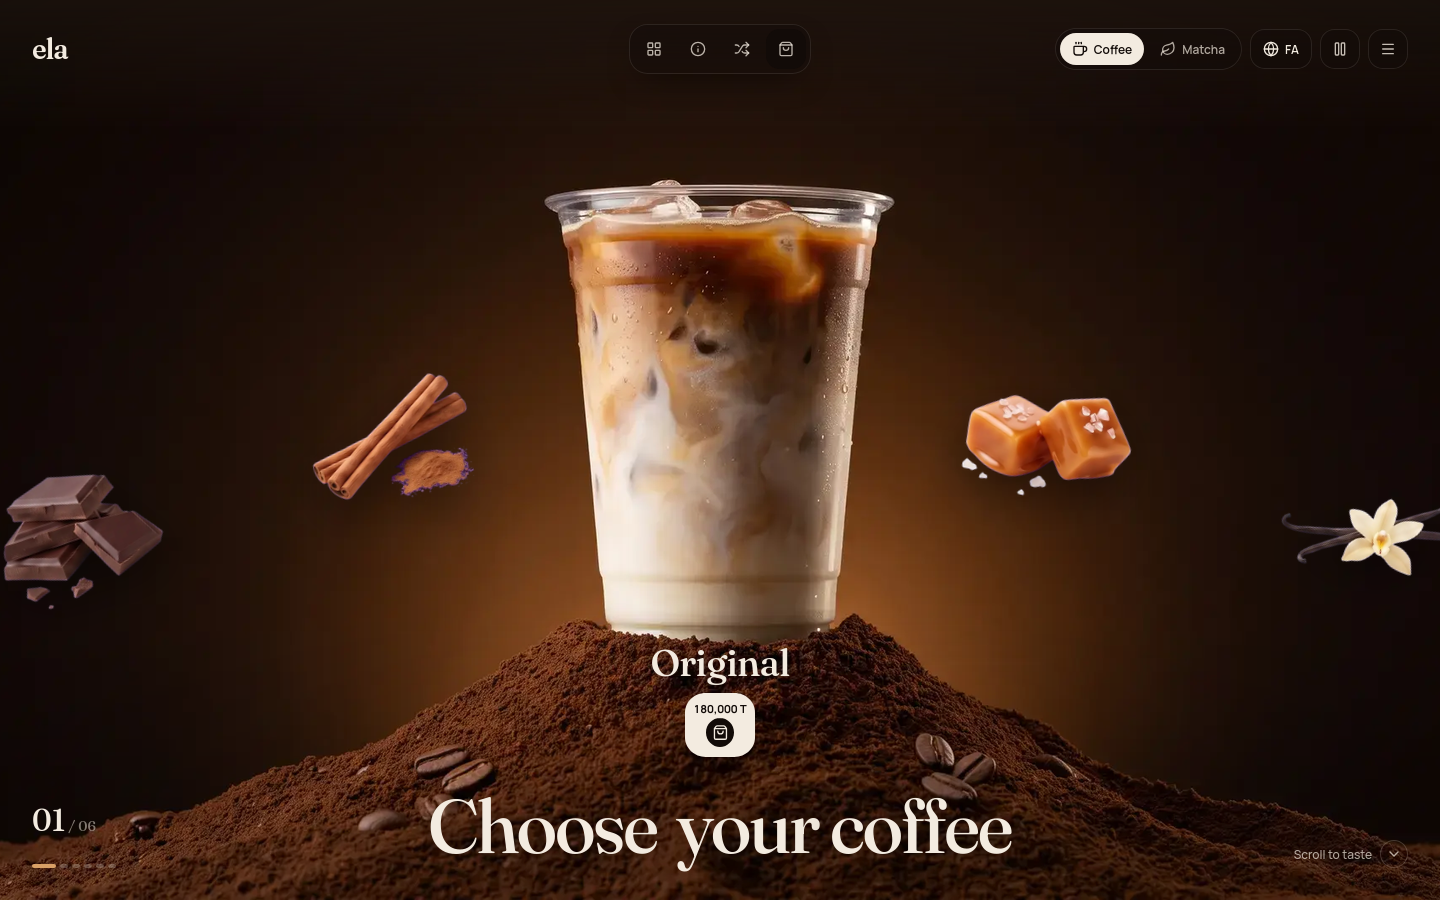 ela
Coffee
Matcha
FA
Original
180,000 T
Choose your coffee
01 / 06
Scroll to taste